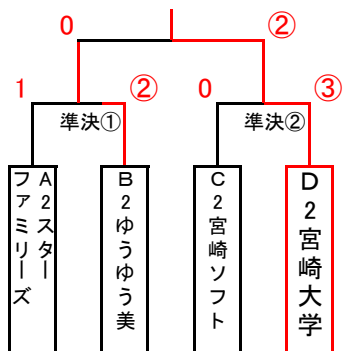 0 ②
1 ② 0 ③
準決① 準決②
A2スター
ファミリーズ
B2ゆうゆう美
C2宮崎ソフト
D2宮崎大学